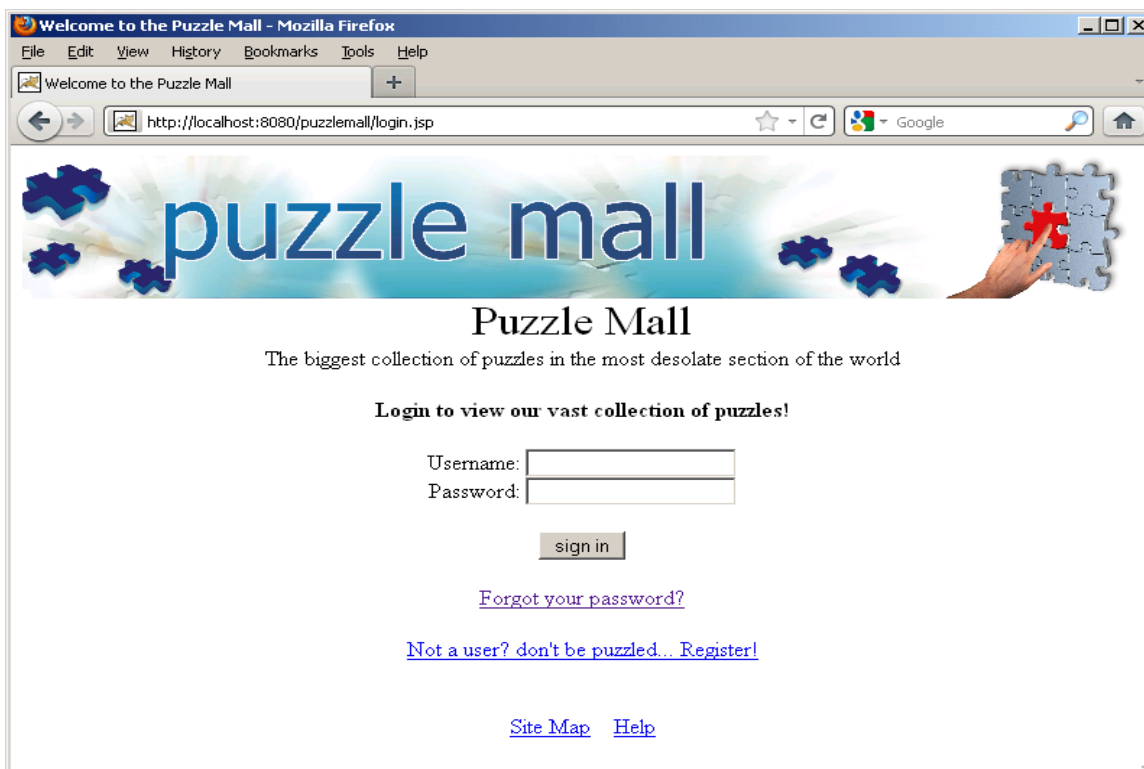 Welcome to the Puzzle Mall - Mozilla Firefox
File Edit View History Bookmarks Tools Help
Welcome to the Puzzle Mall
http://localhost:8080/puzzlemall/login.jsp Google
puzzle mall
Puzzle Mall
The biggest collection of puzzles in the most desolate section of the world
Login to view our vast collection of puzzles!
Username:
Password:
sign in
Forgot your password?
Not a user? don't be puzzled... Register!
Site Map Help